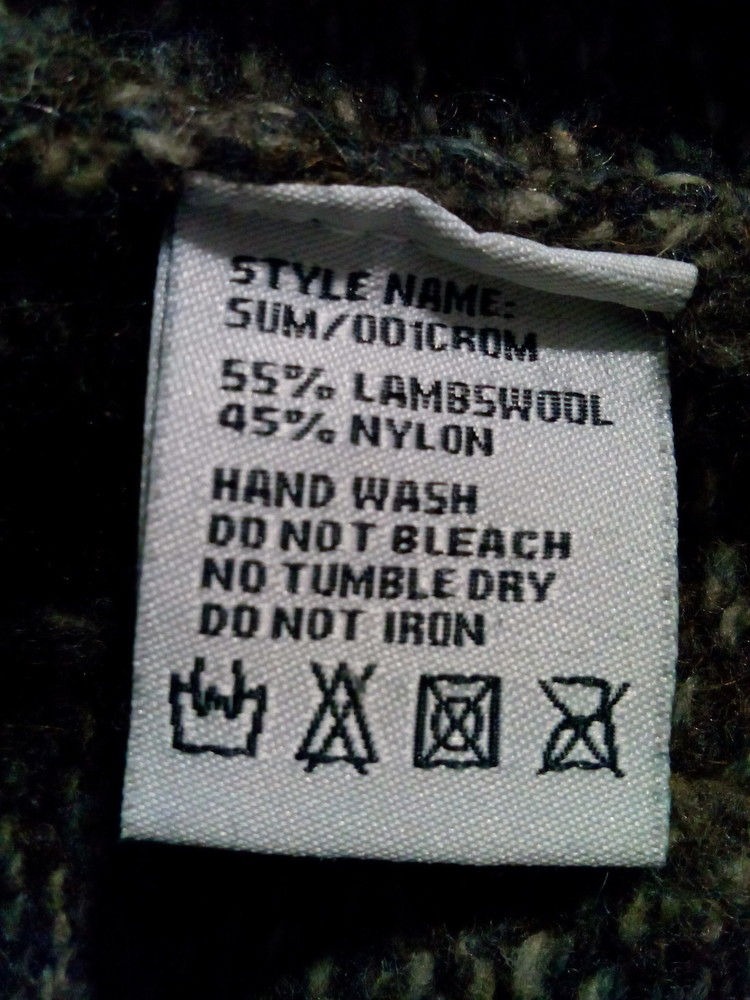 STYLE NAME:
SUM/001CROM
55% LAMBSWOOL
45% NYLON
HAND WASH
DO NOT BLEACH
NO TUMBLE DRY
DO NOT IRON